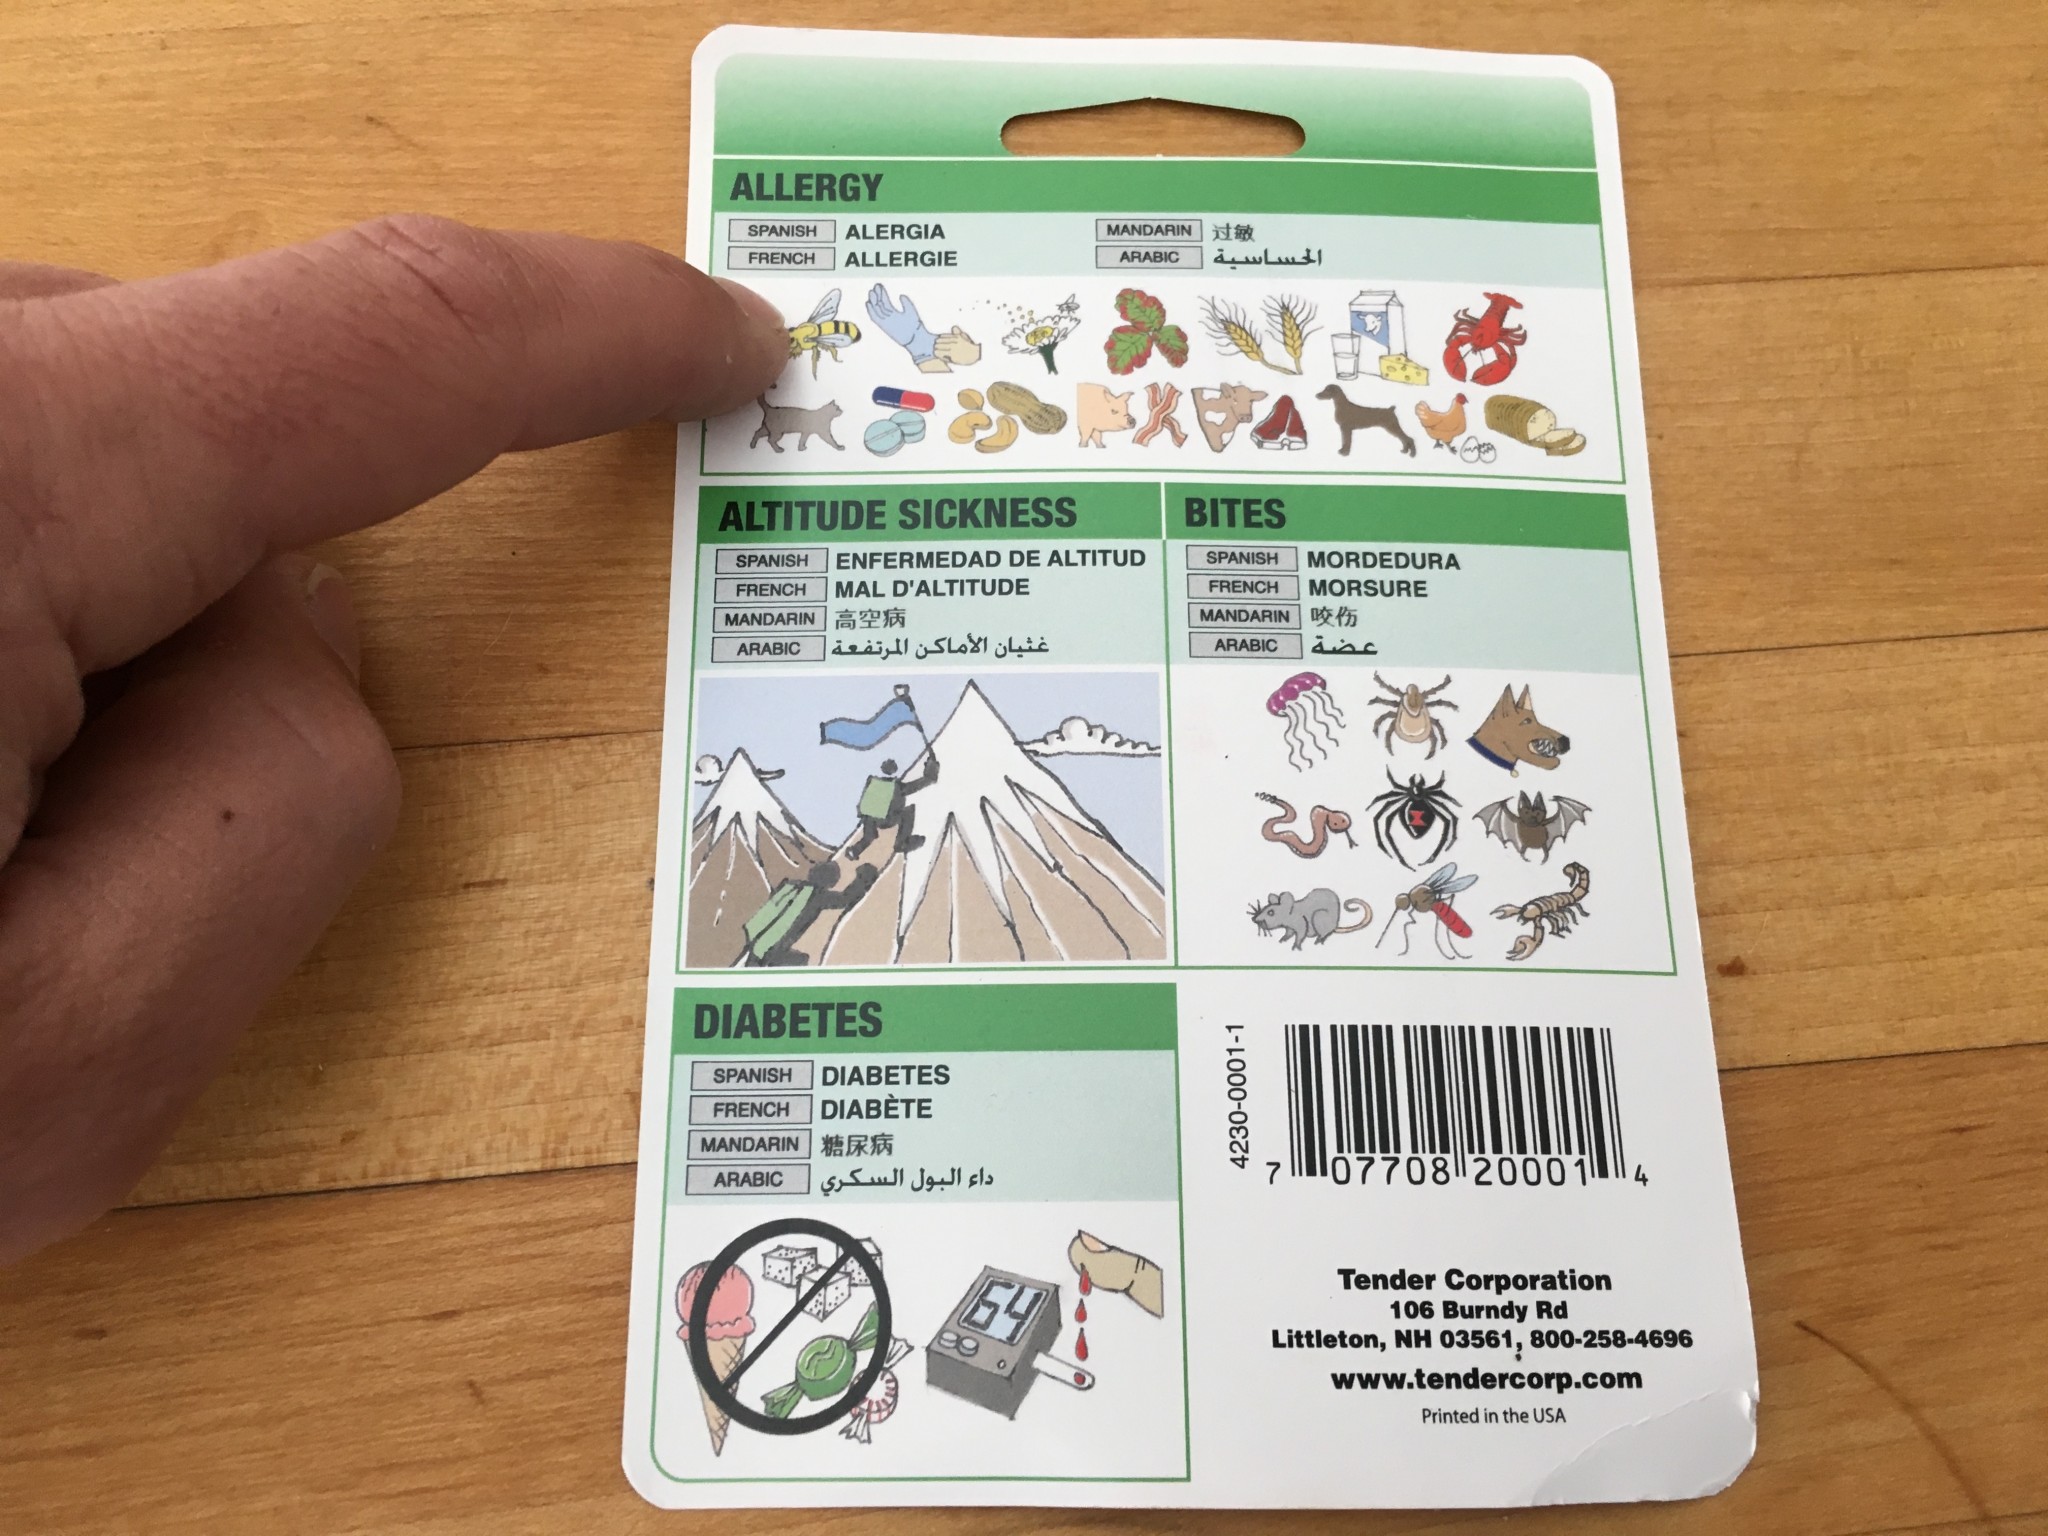 ALLERGY
SPANISH ALERGIA
FRENCH ALLERGIE
MANDARIN 过敏
ARABIC الحساسية
ALTITUDE SICKNESS
SPANISH ENFERMEDAD DE ALTITUD
FRENCH MAL D'ALTITUDE
MANDARIN 高空病
ARABIC غثيان الأماكن المرتفعة
BITES
SPANISH MORDEDURA
FRENCH MORSURE
MANDARIN 咬伤
ARABIC عضة
DIABETES
SPANISH DIABETES
FRENCH DIABÈTE
MANDARIN 糖尿病
ARABIC داء البول السكري
64
4230-0001-1
7 07708 20001 4
Tender Corporation
106 Burndy Rd
Littleton, NH 03561, 800-258-4696
www.tendercorp.com
Printed in the USA